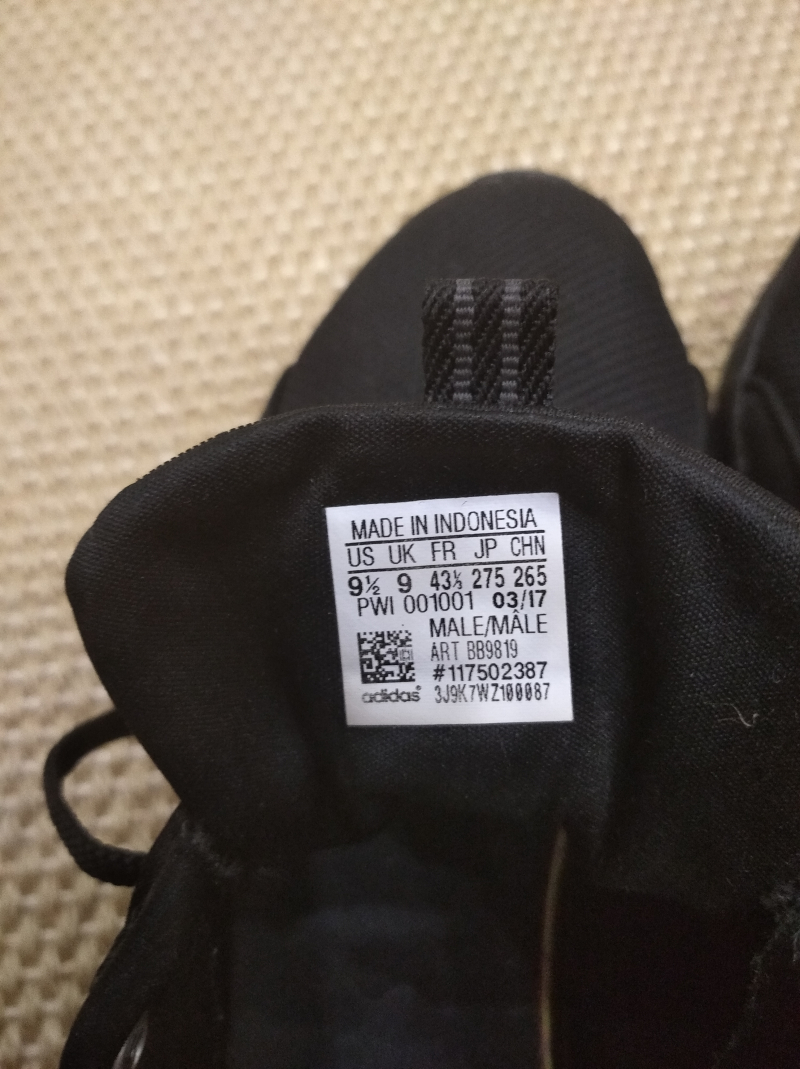 MADE IN INDONESIA
US UK FR JP CHN
9½ 9 43⅓ 275 265
PWI 001001 03/17
MALE/MÂLE
ART BB9819
#117502387
adidas® 3J9K7WZ100087